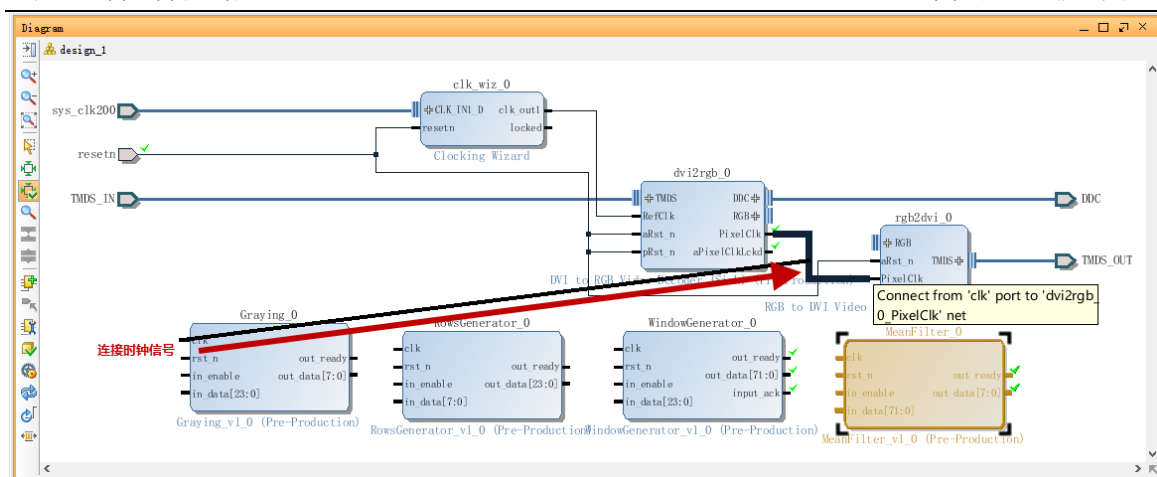 Diagram
design_1
clk_wiz_0
sys_clk200
CLK_IN1_D clk_out1
resetn locked
resetn
Clocking Wizard
dvi2rgb_0
TMDS_IN
TMDS DDC
DDC
RefClk RGB
rgb2dvi_0
aRst_n PixelClk
RGB
pRst_n aPixelClkLckd
aRst_n TMDS
TMDS_OUT
DVI to RGB Video Decoder (Sink) (Pre-Production)
PixelClk
RGB to DVI Video
Connect from 'clk' port to 'dvi2rgb_
0_PixelClk' net
Graying_0
RowsGenerator_0
WindowGenerator_0
MeanFilter_0
连接时钟信号
clk
rst_n out_ready
in_enable out_data[7:0]
in_data[23:0]
Graying_v1_0 (Pre-Production)
clk
rst_n out_ready
in_enable out_data[23:0]
in_data[7:0]
RowsGenerator_v1_0 (Pre-Production)
clk
rst_n out_ready
in_enable out_data[71:0]
in_data[23:0] input_ack
WindowGenerator_v1_0 (Pre-Production)
clk
rst_n out_ready
in_enable out_data[7:0]
in_data[71:0]
MeanFilter_v1_0 (Pre-Production)